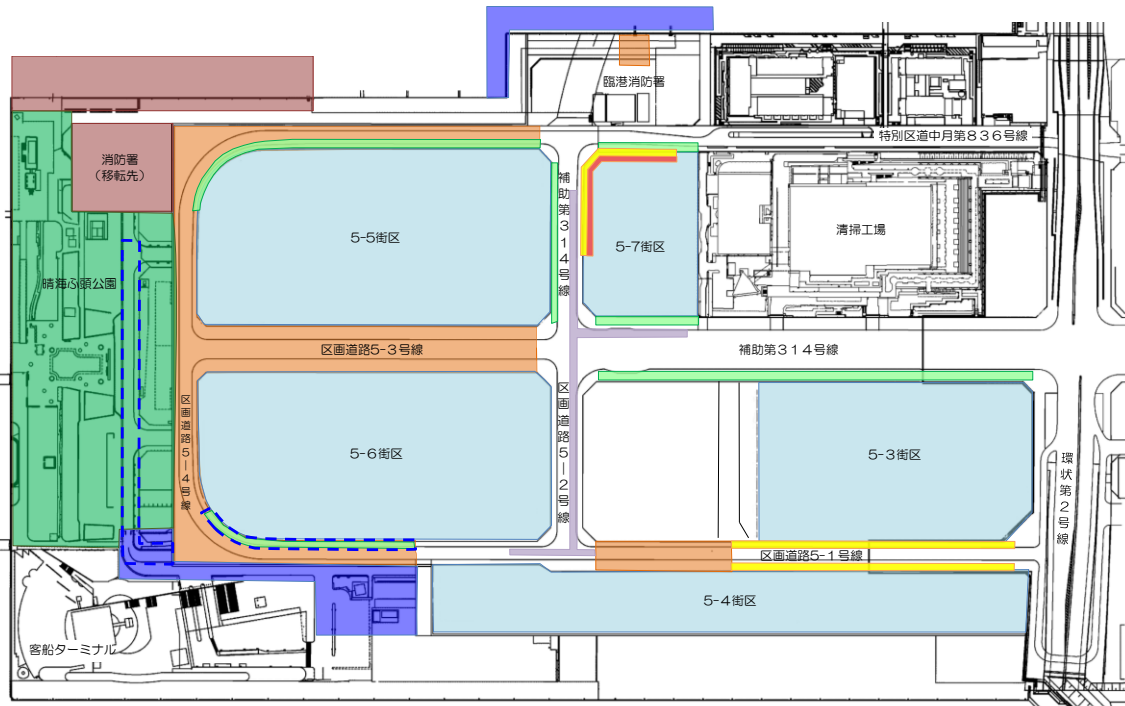 臨港消防署
特別区道中月第836号線
消防署
（移転先）
補助第314号線
5-5街区
5-7街区
清掃工場
晴海ふ頭公園
区画道路5-3号線
補助第314号線
区画道路5―4号線
区画道路5―2号線
5-6街区
5-3街区
環状第2号線
区画道路5-1号線
5-4街区
客船ターミナル